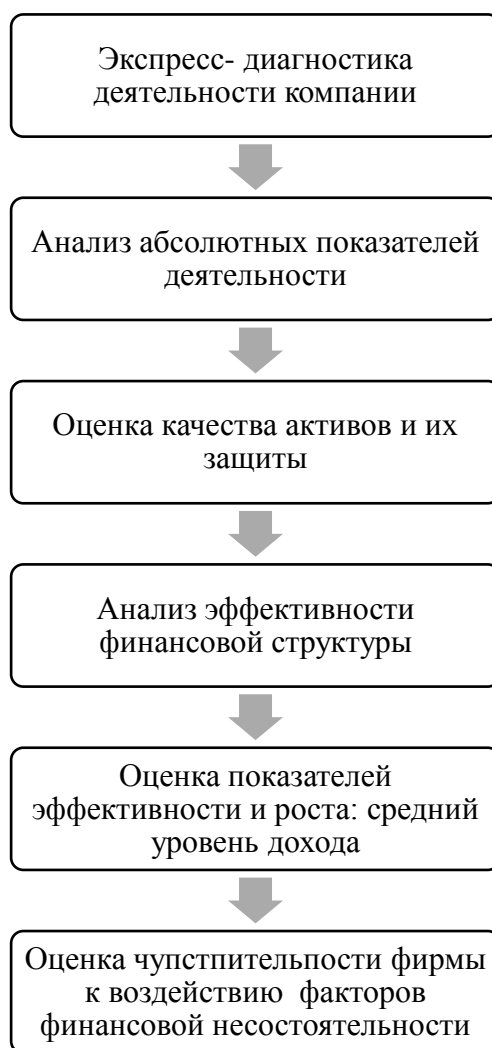 Экспресс- диагностика
деятельности компании
Анализ абсолютных показателей
деятельности
Оценка качества активов и их
защиты
Анализ эффективности
финансовой структуры
Оценка показателей
эффективности и роста: средний
уровень дохода
Оценка чупстпительпости фирмы
к воздействию факторов
финансовой несостоятельности